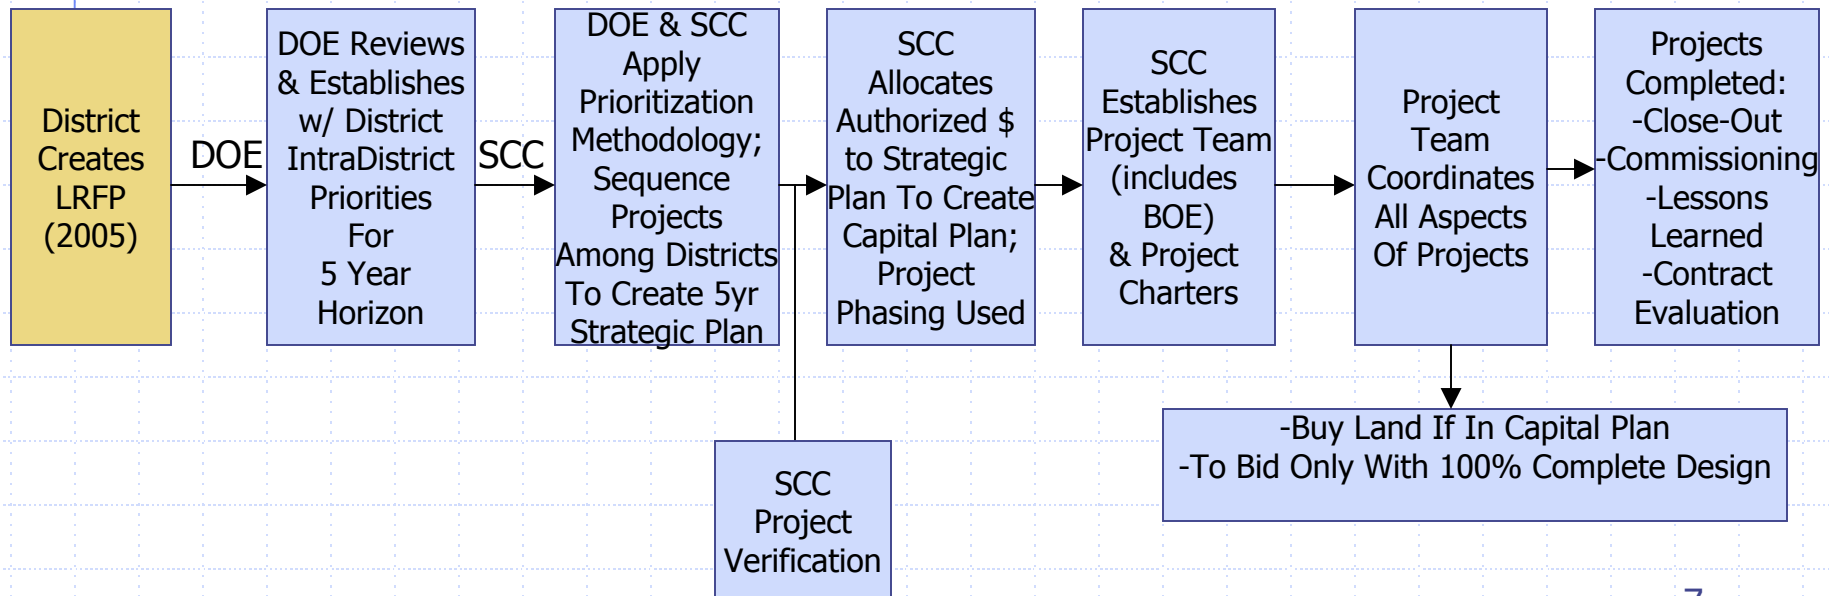 District
Creates
LRFP
(2005)
DOE
DOE Reviews
& Establishes
w/ District
IntraDistrict
Priorities
For
5 Year
Horizon
SCC
DOE & SCC
Apply
Prioritization
Methodology;
Sequence
Projects
Among Districts
To Create 5yr
Strategic Plan
SCC
Allocates
Authorized $
to Strategic
Plan To Create
Capital Plan;
Project
Phasing Used
SCC
Establishes
Project Team
(includes
BOE)
& Project
Charters
Project
Team
Coordinates
All Aspects
Of Projects
Projects
Completed:
-Close-Out
-Commissioning
-Lessons
Learned
-Contract
Evaluation
-Buy Land If In Capital Plan
-To Bid Only With 100% Complete Design
SCC
Project
Verification